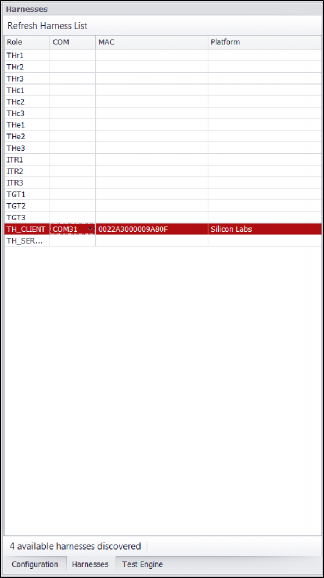 Harnesses
Refresh Harness List
Role COM MAC Platform
THr1
THr2
THr3
THc1
THc2
THc3
THe1
THe2
THe3
ITR1
ITR2
ITR3
TGT1
TGT2
TGT3
TH_CLIENT COM31 0022A3000009A80F Silicon Labs
TH_SER...
4 available harnesses discovered
Configuration Harnesses Test Engine